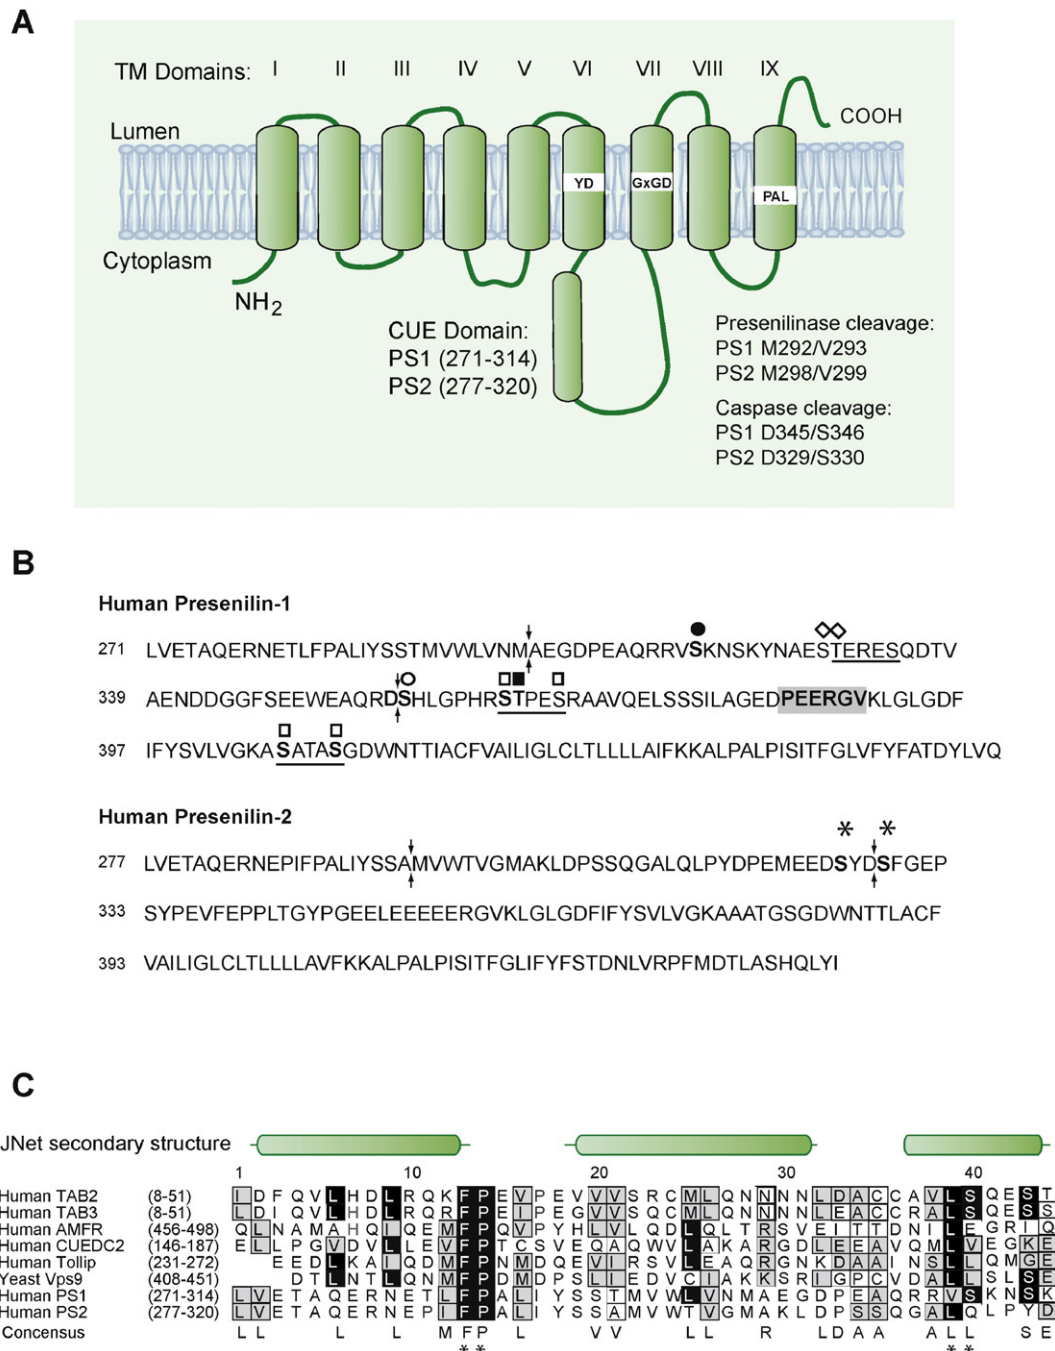 A
TM Domains: I II III IV V VI VII VIII IX
COOH
Lumen
YD GxGD PAL
Cytoplasm
NH2
CUE Domain:
PS1 (271-314)
PS2 (277-320)
Presenilinase cleavage:
PS1 M292/V293
PS2 M298/V299
Caspase cleavage:
PS1 D345/S346
PS2 D329/S330
B
Human Presenilin-1
271 LVETAQERNETLFPALIYSSTMVWLVNMAEGDPEAQRRVSKNSKYNAESTERESQDTV
339 AENDDGGFSEEWEAQRDSHLGPHRSTPESRAAVQELSSSILAGEDPEERGVKLGLGDF
397 IFYSVLVGKASATASGDWNTTIACFVAILIGLCLTLLLLAIFKKALPALPISITFGLVFYFATDYLVQ
Human Presenilin-2
* *
277 LVETAQERNEPIFPALIYSSAMVWTVGMAKLDPSSQGALQLPYDPEMEEDSYDSFGEP
333 SYPEVFEPPLTGYPGEELEEEEERGVKLGLGDFIFYSVLVGKAAATGSGDWNTTLACF
393 VAILIGLCLTLLLLAVFKKALPALPISITFGLIFYFSTDNLVRPFMDTLASHQLYI
C
JNet secondary structure
1 10 20 30 40
Human TAB2 (8-51) I D F Q V L H D L R Q K F P E V P E V V V S R C M L Q N N N N L D A C C A V L S Q E S T
Human TAB3 (8-51) L D I Q V L H D L R Q R F P E I P E G V V S Q C M L Q N N N N L E A C C R A L S Q E S S
Human AMFR (456-498) Q L N A M A H Q I Q E M F P Q V P Y H L V L Q D L Q L T R S V E I T T D N I L E G R I Q
Human CUEDC2 (146-187) E L L P G V D V L L E V F P T C S V E Q A Q W V L A K A R G D L E E A V Q M L V E G K E
Human Tollip (231-272) E E D L K A I Q D M F P N M D Q E V I R S V L E A Q R G N K D A A I N S L L Q M G E
Yeast Vps9 (408-451) D T L N T L Q N M F P D M D P S L I E D V C I A K K S R I G P C V D A L L S L S E
Human PS1 (271-314) L V E T A Q E R N E T L F P A L I Y S S T M V W L V N M A E G D P E A Q R R V S K N S K
Human PS2 (277-320) L V E T A Q E R N E P I F P A L I Y S S A M V W T V G M A K L D P S S Q G A L Q L P Y D
Concensus L L L L M F P L V V L L R L D A A A L L S E
* * * *